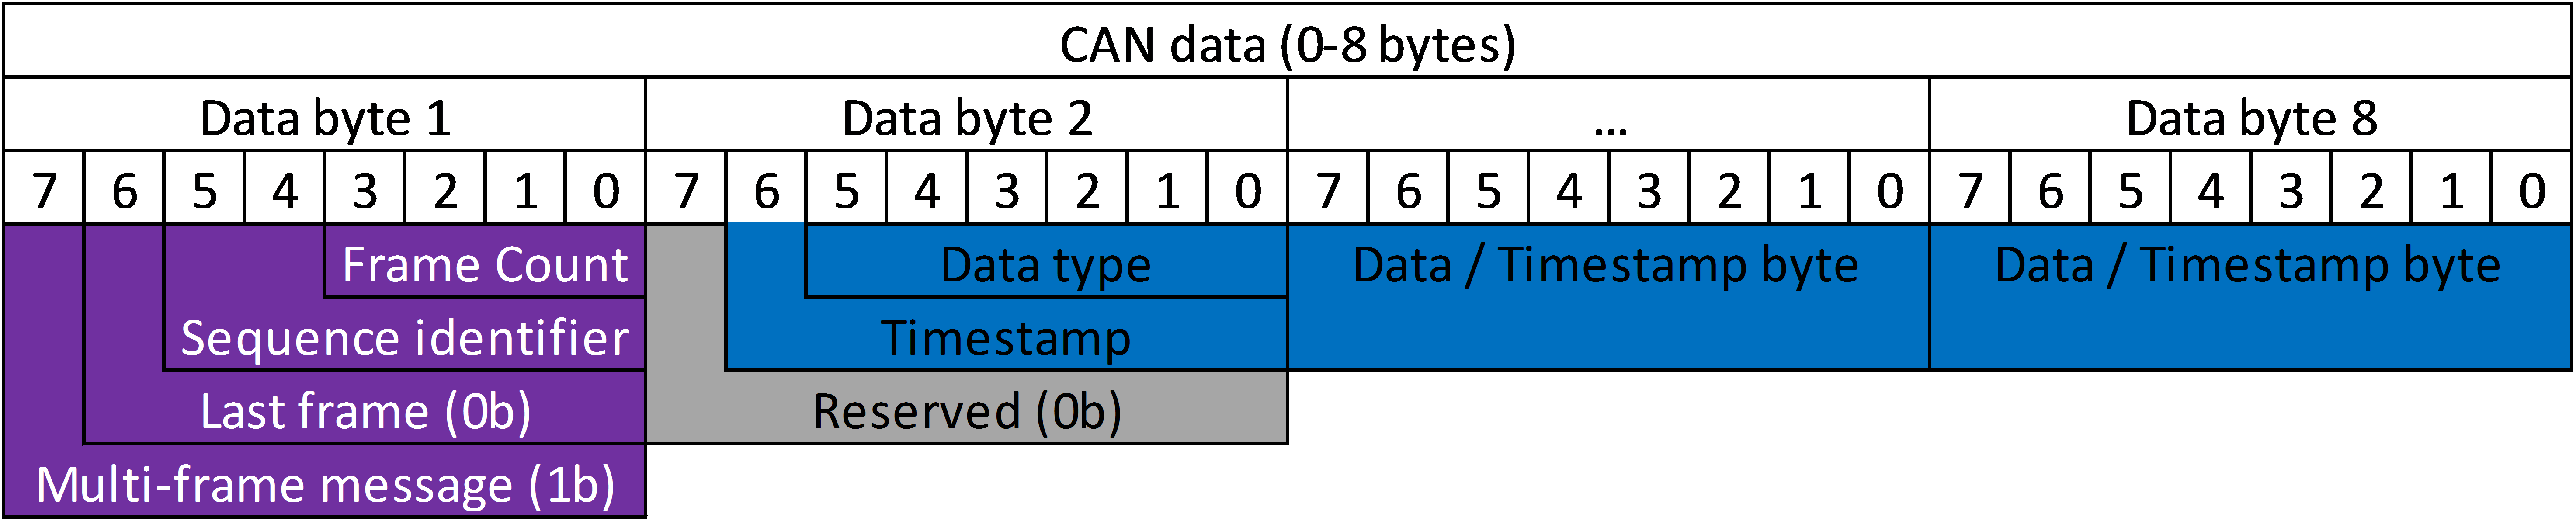 CAN data (0-8 bytes)
Data byte 1 Data byte 2 ... Data byte 8
7 6 5 4 3 2 1 0 7 6 5 4 3 2 1 0 7 6 5 4 3 2 1 0 7 6 5 4 3 2 1 0
Frame Count Data type Data / Timestamp byte Data / Timestamp byte
Sequence identifier Timestamp
Last frame (0b) Reserved (0b)
Multi-frame message (1b)